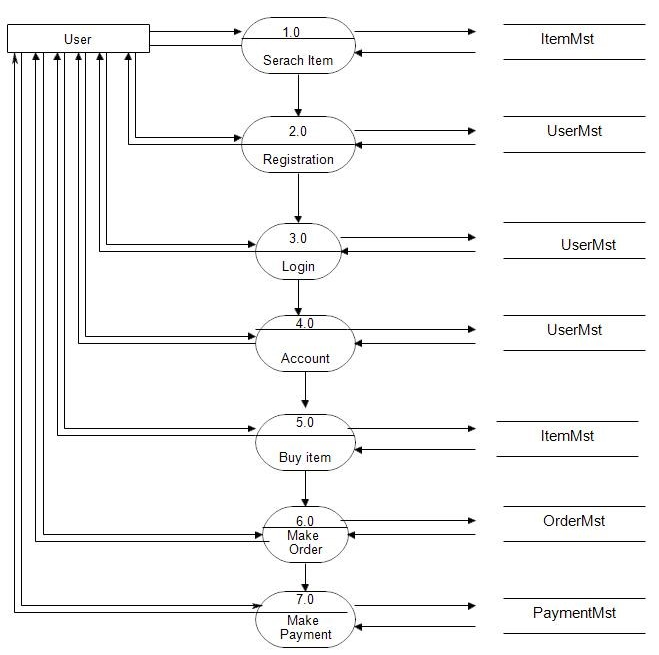 User
1.0
Serach Item
ItemMst
2.0
Registration
UserMst
3.0
Login
UserMst
4.0
Account
UserMst
5.0
Buy item
ItemMst
6.0
Make
Order
OrderMst
7.0
Make
Payment
PaymentMst